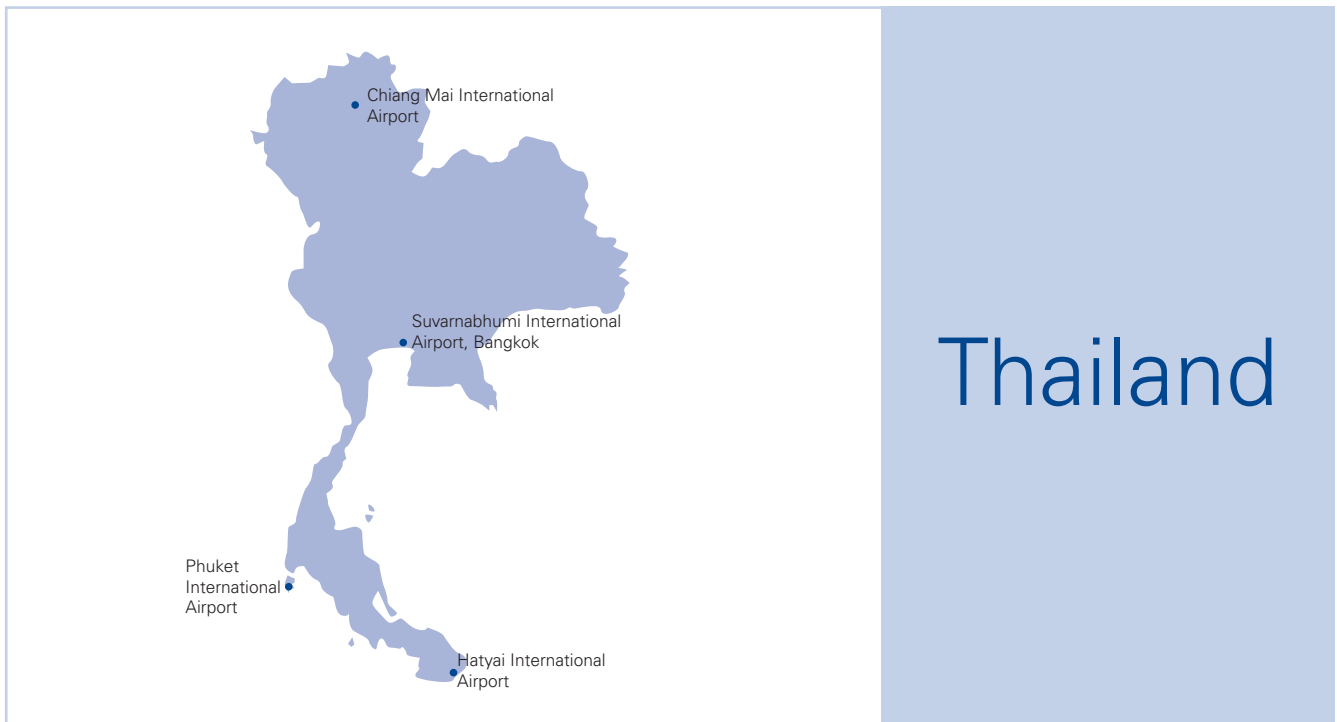 Chiang Mai International
Airport
Suvarnabhumi International
Airport, Bangkok
Thailand
Phuket
International
Airport
Hatyai International
Airport